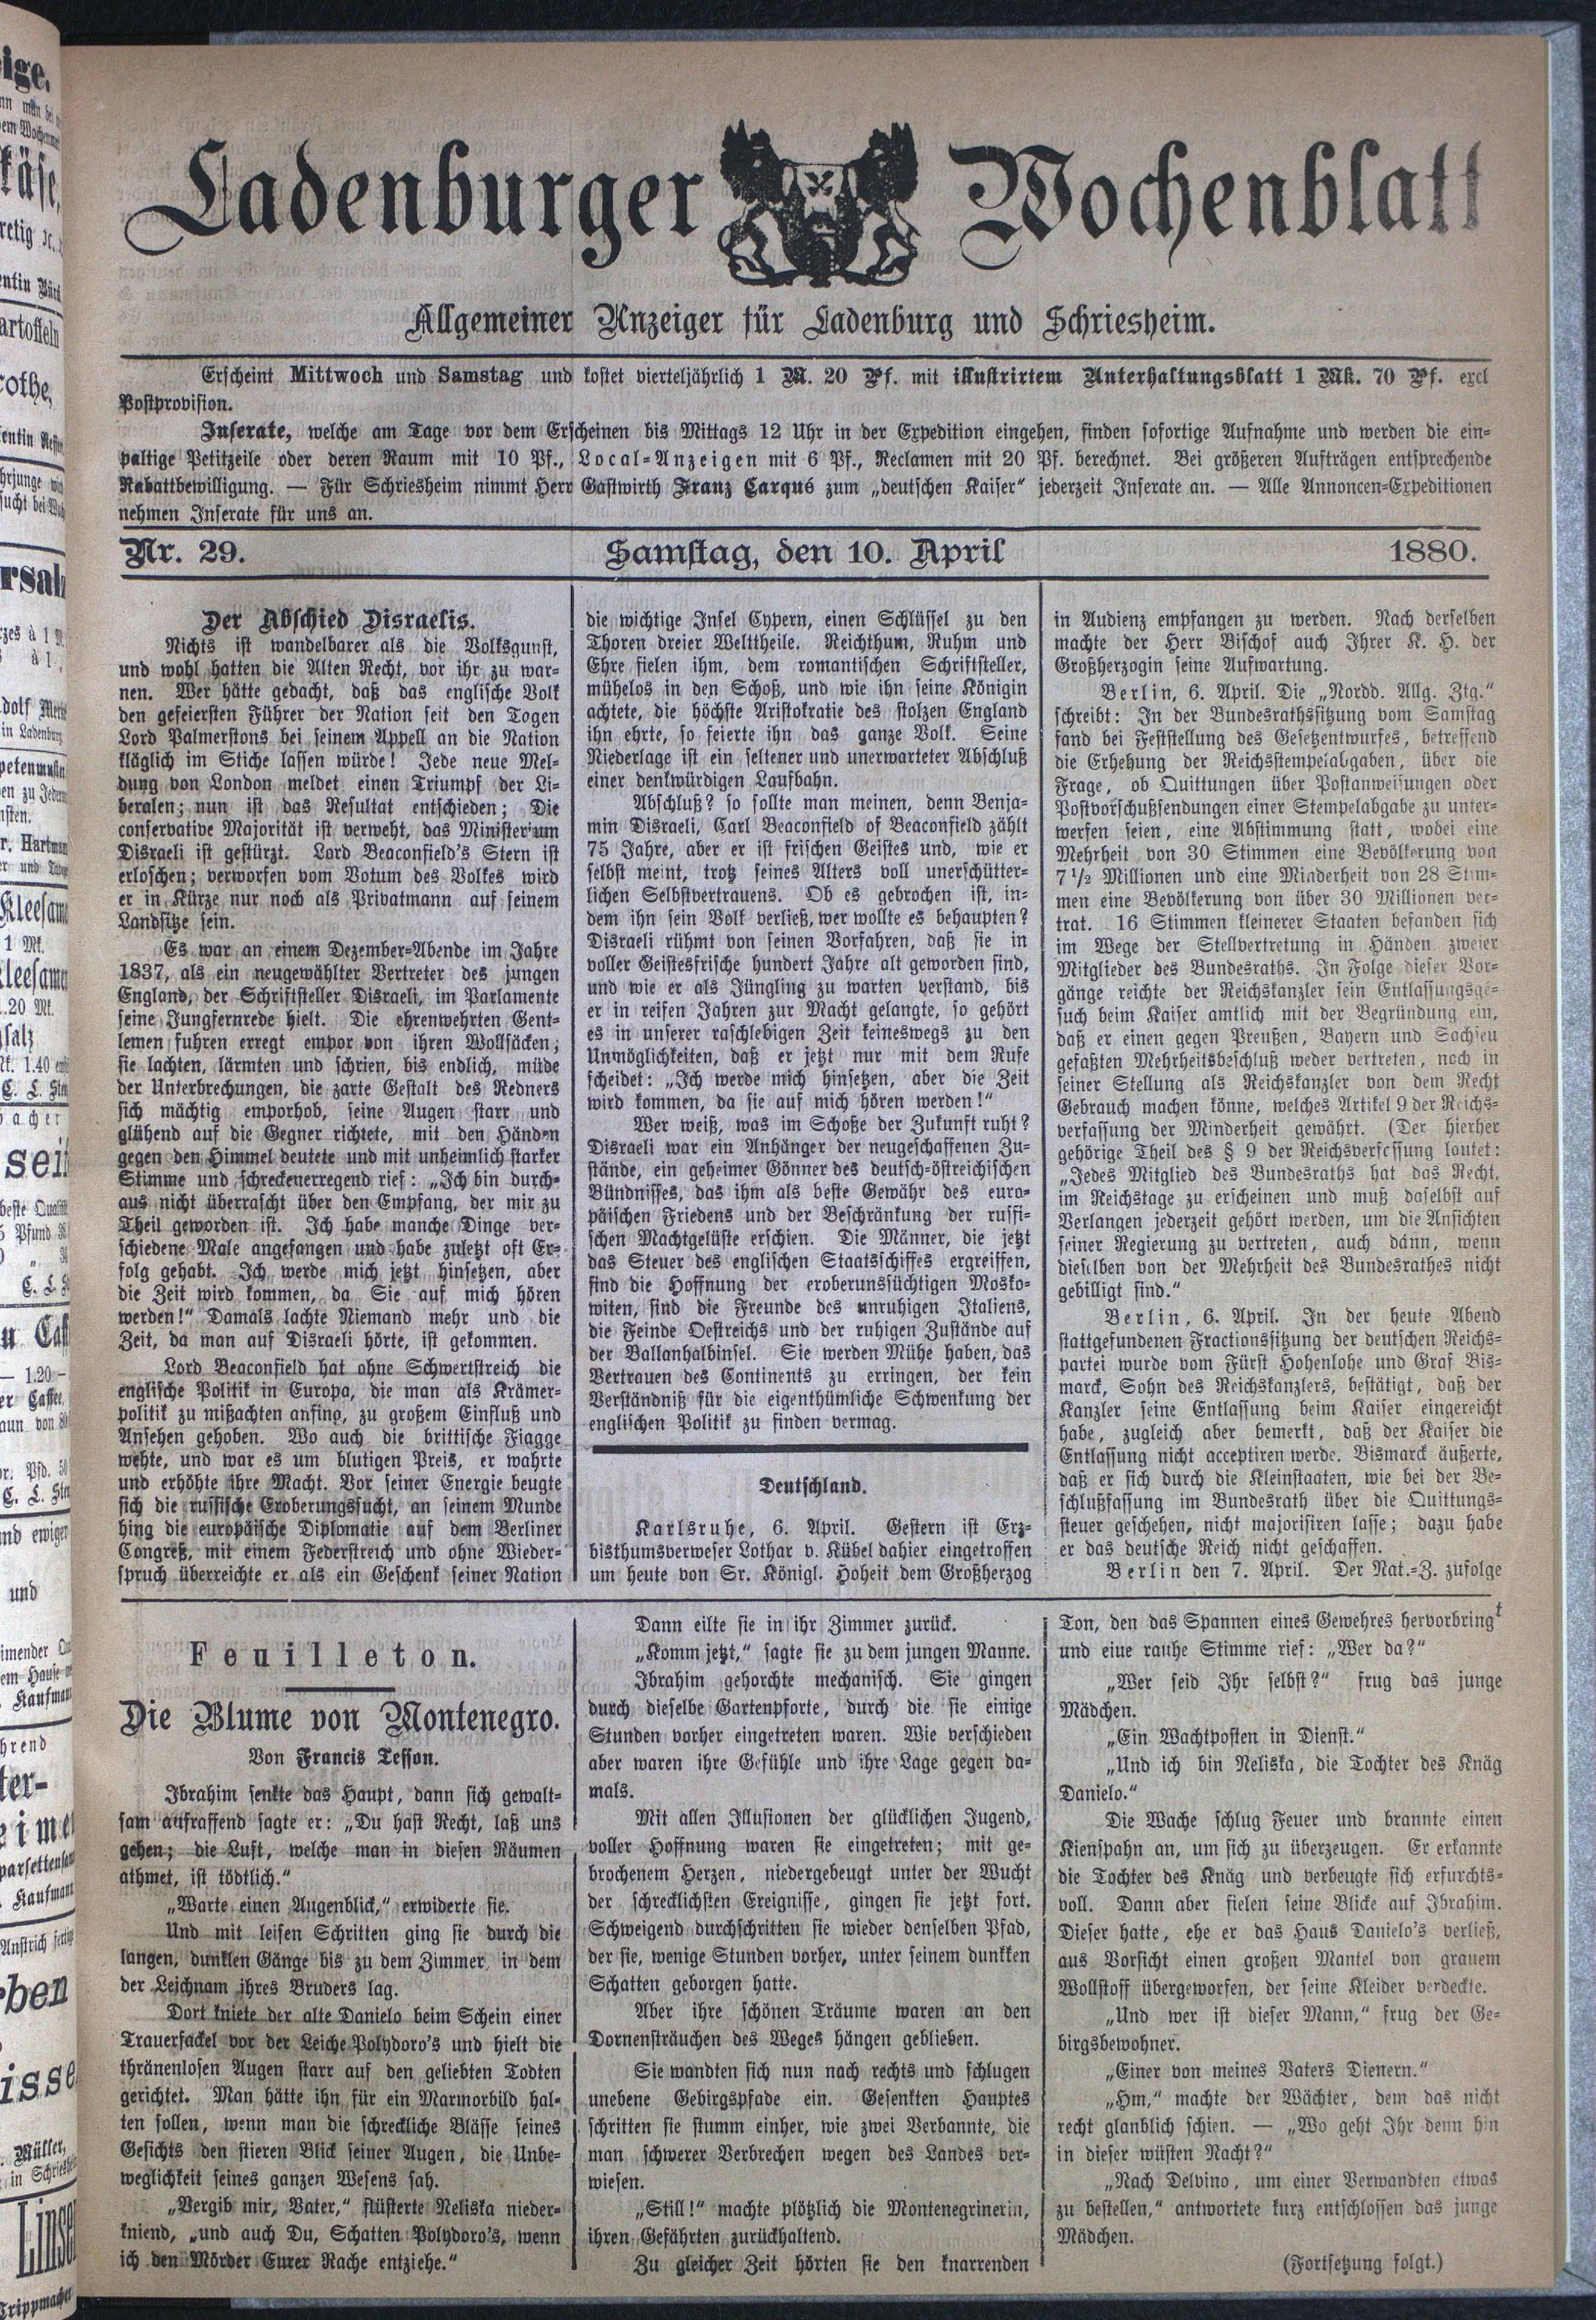 Ladenburger Wochenblatt
Allgemeiner Anzeiger für Ladenburg und Schriesheim.
Erscheint Mittwoch und Samstag und kostet vierteljährlich 1 M. 20 Pf. mit illustrirtem Unterhaltungsblatt 1 Mk. 70 Pf. excl
Postprovision.
Inserate, welche am Tage vor dem Erscheinen bis Mittags 12 Uhr in der Expedition eingehen, finden sofortige Aufnahme und werden die ein-
paltige Petitzeile oder deren Raum mit 10 Pf., Local-Anzeigen mit 6 Pf., Reclamen mit 20 Pf. berechnet. Bei größeren Aufträgen entsprechende
Rabattbewilligung. — Für Schriesheim nimmt Herr Gastwirth Franz Carqué zum „deutschen Kaiser“ jederzeit Inserate an. — Alle Annoncen-Expeditionen
nehmen Inserate für uns an.
Nr. 29. Samstag, den 10. April 1880.
Der Abschied Disraelis.
Nichts ist wandelbarer als die Volksgunst,
und wohl hatten die Alten Recht, vor ihr zu war-
nen. Wer hätte gedacht, daß das englische Volk
den gefeiersten Führer der Nation seit den Togen
Lord Palmerstons bei seinem Appell an die Nation
kläglich im Stiche lassen würde! Jede neue Mel-
dung von London meldet einen Triumpf der Li-
beralen; nun ist das Resultat entschieden; Die
conservative Majorität ist verweht, das Ministerium
Disraeli ist gestürzt. Lord Beaconfield's Stern ist
erloschen; verworfen vom Votum des Volkes wird
er in Kürze nur noch als Privatmann auf seinem
Landsitze sein.
Es war an einem Dezember-Abende im Jahre
1837, als ein neugewählter Vertreter des jungen
England, der Schriftsteller Disraeli, im Parlamente
seine Jungfernrede hielt. Die ehrenwehrten Gent-
lemen fuhren erregt empor von ihren Wollsäcken;
sie lachten, lärmten und schrien, bis endlich, müde
der Unterbrechungen, die zarte Gestalt des Redners
sich mächtig emporhob, seine Augen starr und
glühend auf die Gegner richtete, mit den Händen
gegen den Himmel deutete und mit unheimlich starker
Stimme und schreckenerregend rief: „Ich bin durch-
aus nicht überrascht über den Empfang, der mir zu
Theil geworden ist. Ich habe manche Dinge ver-
schiedene Male angefangen und habe zuletzt oft Er-
folg gehabt. Ich werde mich jetzt hinsetzen, aber
die Zeit wird kommen, da Sie auf mich hören
werden!“ Damals lachte Niemand mehr und die
Zeit, da man auf Disraeli hörte, ist gekommen.
Lord Beaconfield hat ohne Schwertstreich die
englische Politik in Europa, die man als Krämer-
politik zu mißachten anfing, zu großem Einfluß und
Ansehen gehoben. Wo auch die brittische Flagge
wehte, und war es um blutigen Preis, er wahrte
und erhöhte ihre Macht. Vor seiner Energie beugte
sich die russische Eroberungssucht, an seinem Munde
hing die europäische Diplomatie auf dem Berliner
Congreß, mit einem Federstreich und ohne Wieder-
spruch überreichte er als ein Geschenk seiner Nation
die wichtige Insel Cypern, einen Schlüssel zu den
Thoren dreier Welttheile. Reichthum, Ruhm und
Ehre fielen ihm, dem romantischen Schriftsteller,
mühelos in den Schoß, und wie ihn seine Königin
achtete, die höchste Aristokratie des stolzen England
ihn ehrte, so feierte ihn das ganze Volk. Seine
Niederlage ist ein seltener und unerwarteter Abschluß
einer denkwürdigen Laufbahn.
Abschluß? so sollte man meinen, denn Benja-
min Disraeli, Carl Beaconfield of Beaconfield zählt
75 Jahre, aber er ist frischen Geistes und, wie er
selbst meint, trotz seines Alters voll unerschütter-
lichen Selbstvertrauens. Ob es gebrochen ist, in-
dem ihn sein Volk verließ, wer wollte es behaupten?
Disraeli rühmt von seinen Vorfahren, daß sie in
voller Geistesfrische hundert Jahre alt geworden sind,
und wie er als Jüngling zu warten verstand, bis
er in reifen Jahren zur Macht gelangte, so gehört
es in unserer raschlebigen Zeit keineswegs zu den
Unmöglichkeiten, daß er jetzt nur mit dem Rufe
scheidet: „Ich werde mich hinsetzen, aber die Zeit
wird kommen, da sie auf mich hören werden!“
Wer weiß, was im Schoße der Zukunft ruht?
Disraeli war ein Anhänger der neugeschaffenen Zu-
stände, ein geheimer Gönner des deutsch-östreichischen
Bündnisses, das ihm als beste Gewähr des euro-
päischen Friedens und der Beschränkung der russi-
schen Machtgelüste erschien. Die Männer, die jetzt
das Steuer des englischen Staatsschiffes ergreiffen,
sind die Hoffnung der eroberunssüchtigen Mosko-
witen, sind die Freunde des unruhigen Italiens,
die Feinde Oestreichs und der ruhigen Zustände auf
der Ballanhalbinsel. Sie werden Mühe haben, das
Vertrauen des Continents zu erringen, der kein
Verständniß für die eigenthümliche Schwenkung der
englischen Politik zu finden vermag.
Deutschland.
Karlsruhe, 6. April. Gestern ist Erz-
bisthumsverweser Lothar v. Kübel dahier eingetroffen
um heute von Sr. Königl. Hoheit dem Großherzog
in Audienz empfangen zu werden. Nach derselben
machte der Herr Bischof auch Ihrer K. H. der
Großherzogin seine Aufwartung.
Berlin, 6. April. Die „Nordd. Allg. Ztg.“
schreibt: In der Bundesrathssitzung vom Samstag
fand bei Feststellung des Gesetzentwurfes, betreffend
die Erhebung der Reichsstempelabgaben, über die
Frage, ob Quittungen über Postanweisungen oder
Postvorschußsendungen einer Stempelabgabe zu unter-
werfen seien, eine Abstimmung statt, wobei eine
Mehrheit von 30 Stimmen eine Bevölkerung von
7 1/2 Millionen und eine Minderheit von 28 Stim-
men eine Bevölkerung von über 30 Millionen ver-
trat. 16 Stimmen kleinerer Staaten befanden sich
im Wege der Stellvertretung in Händen zweier
Mitglieder des Bundesraths. In Folge dieser Vor-
gänge reichte der Reichskanzler sein Entlassungsge-
such beim Kaiser amtlich mit der Begründung ein,
daß er einen gegen Preußen, Bayern und Sachsen
gefaßten Mehrheitsbeschluß weder vertreten, noch in
seiner Stellung als Reichskanzler von dem Recht
Gebrauch machen könne, welches Artikel 9 der Reichs-
verfassung der Minderheit gewährt. (Der hierher
gehörige Theil des § 9 der Reichsverfassung lautet:
„Jedes Mitglied des Bundesraths hat das Recht,
im Reichstage zu erscheinen und muß daselbst auf
Verlangen jederzeit gehört werden, um die Ansichten
seiner Regierung zu vertreten, auch dann, wenn
dieselben von der Mehrheit des Bundesrathes nicht
gebilligt sind.“
Berlin, 6. April. In der heute Abend
stattgefundenen Fractionssitzung der deutschen Reichs-
partei wurde vom Fürst Hohenlohe und Graf Bis-
marck, Sohn des Reichskanzlers, bestätigt, daß der
Kanzler seine Entlassung beim Kaiser eingereicht
habe, zugleich aber bemerkt, daß der Kaiser die
Entlassung nicht acceptiren werde. Bismarck äußerte,
daß er sich durch die Kleinstaaten, wie bei der Be-
schlußfassung im Bundesrath über die Quittungs-
steuer geschehen, nicht majorisiren lasse; dazu habe
er das deutsche Reich nicht geschaffen.
Berlin den 7. April. Der Nat.-Z. zufolge
Feuilleton.
Die Blume von Montenegro.
Von Francis Tesson.
Ibrahim senkte das Haupt, dann sich gewalt-
sam aufraffend sagte er: „Du hast Recht, laß uns
gehen; die Luft, welche man in diesen Räumen
athmet, ist tödtlich.“
„Warte einen Augenblick,“ erwiderte sie.
Und mit leisen Schritten ging sie durch die
langen, dunklen Gänge bis zu dem Zimmer, in dem
der Leichnam ihres Bruders lag.
Dort kniete der alte Danielo beim Schein einer
Trauerfackel vor der Leiche Polydoro's und hielt die
thränenlosen Augen starr auf den geliebten Todten
gerichtet. Man hätte ihn für ein Marmorbild hal-
ten sollen, wenn man die schreckliche Blässe seines
Gesichts den stieren Blick seiner Augen, die Unbe-
weglichkeit seines ganzen Wesens sah.
„Vergib mir, Vater,“ flüsterte Neliska nieder-
kniend, „und auch Du, Schatten Polydoro's, wenn
ich den Mörder Eurer Rache entziehe.“
Dann eilte sie in ihr Zimmer zurück.
„Komm jetzt,“ sagte sie zu dem jungen Manne.
Ibrahim gehorchte mechanisch. Sie gingen
durch dieselbe Gartenpforte, durch die sie einige
Stunden vorher eingetreten waren. Wie verschieden
aber waren ihre Gefühle und ihre Lage gegen da-
mals.
Mit allen Illusionen der glücklichen Jugend,
voller Hoffnung waren sie eingetreten; mit ge-
brochenem Herzen, niedergebeugt unter der Wucht
der schrecklichsten Ereignisse, gingen sie jetzt fort.
Schweigend durchschritten sie wieder denselben Pfad,
der sie, wenige Stunden vorher, unter seinem dunklen
Schatten geborgen hatte.
Aber ihre schönen Träume waren an den
Dornensträuchen des Weges hängen geblieben.
Sie wandten sich nun nach rechts und schlugen
unebene Gebirgspfade ein. Gesenkten Hauptes
schritten sie stumm einher, wie zwei Verbannte, die
man schwerer Verbrechen wegen des Landes ver-
wiesen.
„Still!“ machte plötzlich die Montenegrinerin,
ihren Gefährten zurückhaltend.
Zu gleicher Zeit hörten sie den knarrenden
Ton, den das Spannen eines Gewehres hervorbringt
und eine rauhe Stimme rief: „Wer da?“
„Wer seid Ihr selbst?“ frug das junge
Mädchen.
„Ein Wachtposten in Dienst.“
„Und ich bin Neliska, die Tochter des Knäg
Danielo.“
Die Wache schlug Feuer und brannte einen
Kienspahn an, um sich zu überzeugen. Er erkannte
die Tochter des Knäg und verbeugte sich erfurchts-
voll. Dann aber fielen seine Blicke auf Ibrahim.
Dieser hatte, ehe er das Haus Danielo's verließ,
aus Vorsicht einen großen Mantel von grauem
Wollstoff übergeworfen, der seine Kleider verdeckte.
„Und wer ist dieser Mann,“ frug der Ge-
birgsbewohner.
„Einer von meines Vaters Dienern.“
„Hm,“ machte der Wächter, dem das nicht
recht glanblich schien. — „Wo geht Ihr denn hin
in dieser wüsten Nacht?“
„Nach Delvino, um einer Verwandten etwas
zu bestellen,“ antwortete kurz entschlossen das junge
Mädchen.
(Fortsetzung folgt.)